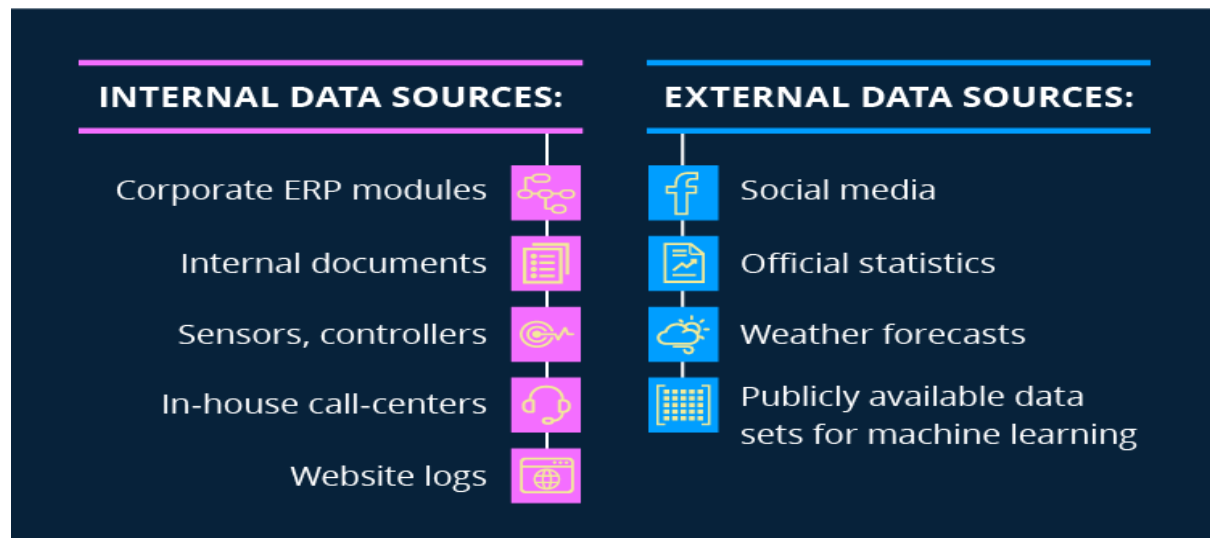 INTERNAL DATA SOURCES:
Corporate ERP modules
Internal documents
Sensors, controllers
In-house call-centers
Website logs
EXTERNAL DATA SOURCES:
Social media
Official statistics
Weather forecasts
Publicly available data
sets for machine learning